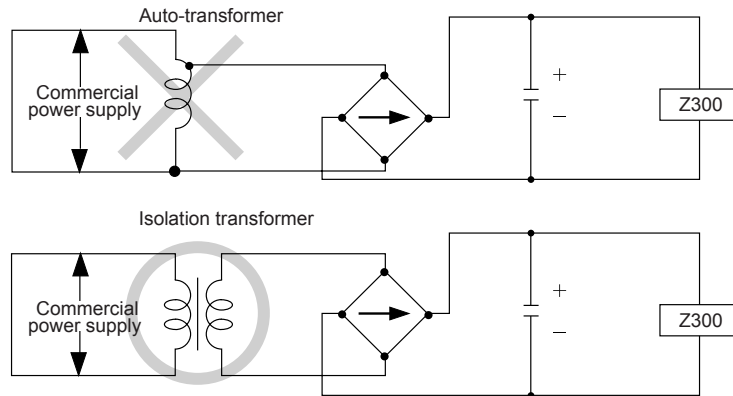 Auto-transformer
Commercial
power supply
+
−
Z300
Isolation transformer
Commercial
power supply
+
−
Z300